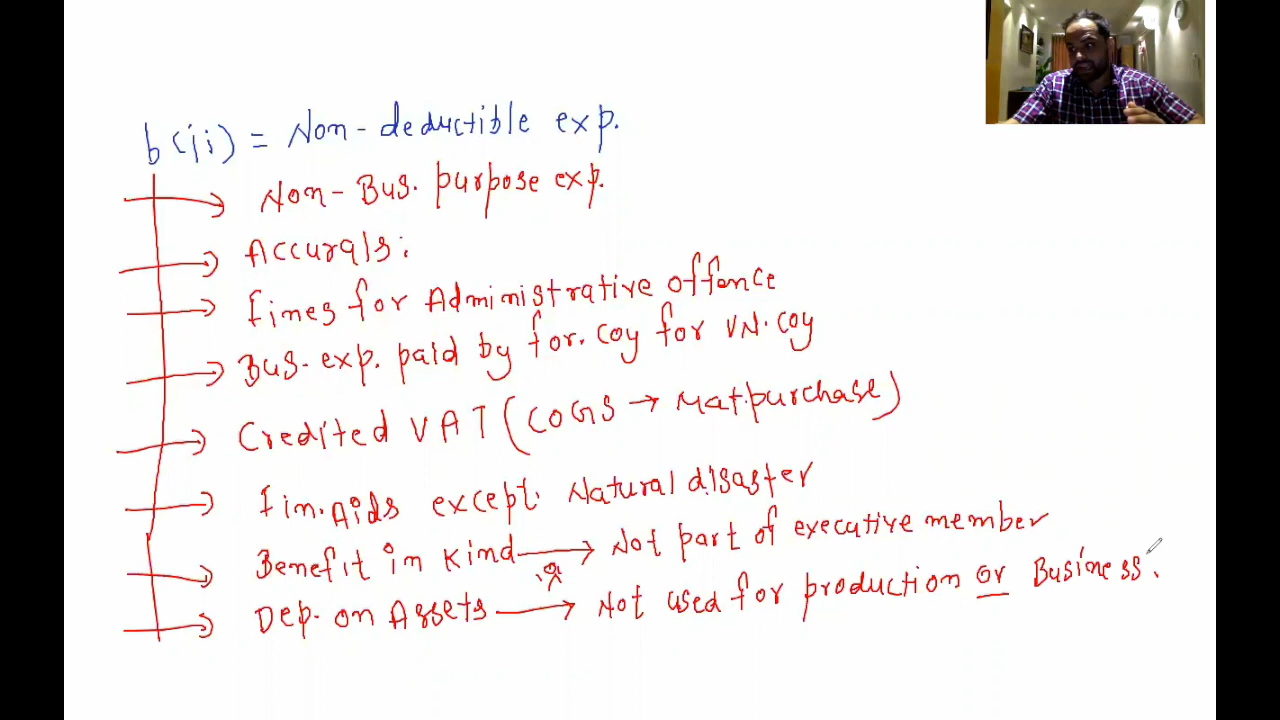 b(ii) = Non-deductible exp.
Non-Bus. purpose exp.
Accurals:
Fines for Administrative offence
Bus. exp. paid by for. coy for VN. coy
Credited VAT (COGS → Mat. purchase)
Fin. Aids except. Natural disaster
Benefit in kind → Not part of executive member
Dep. on Assets → Not used for production or Business.